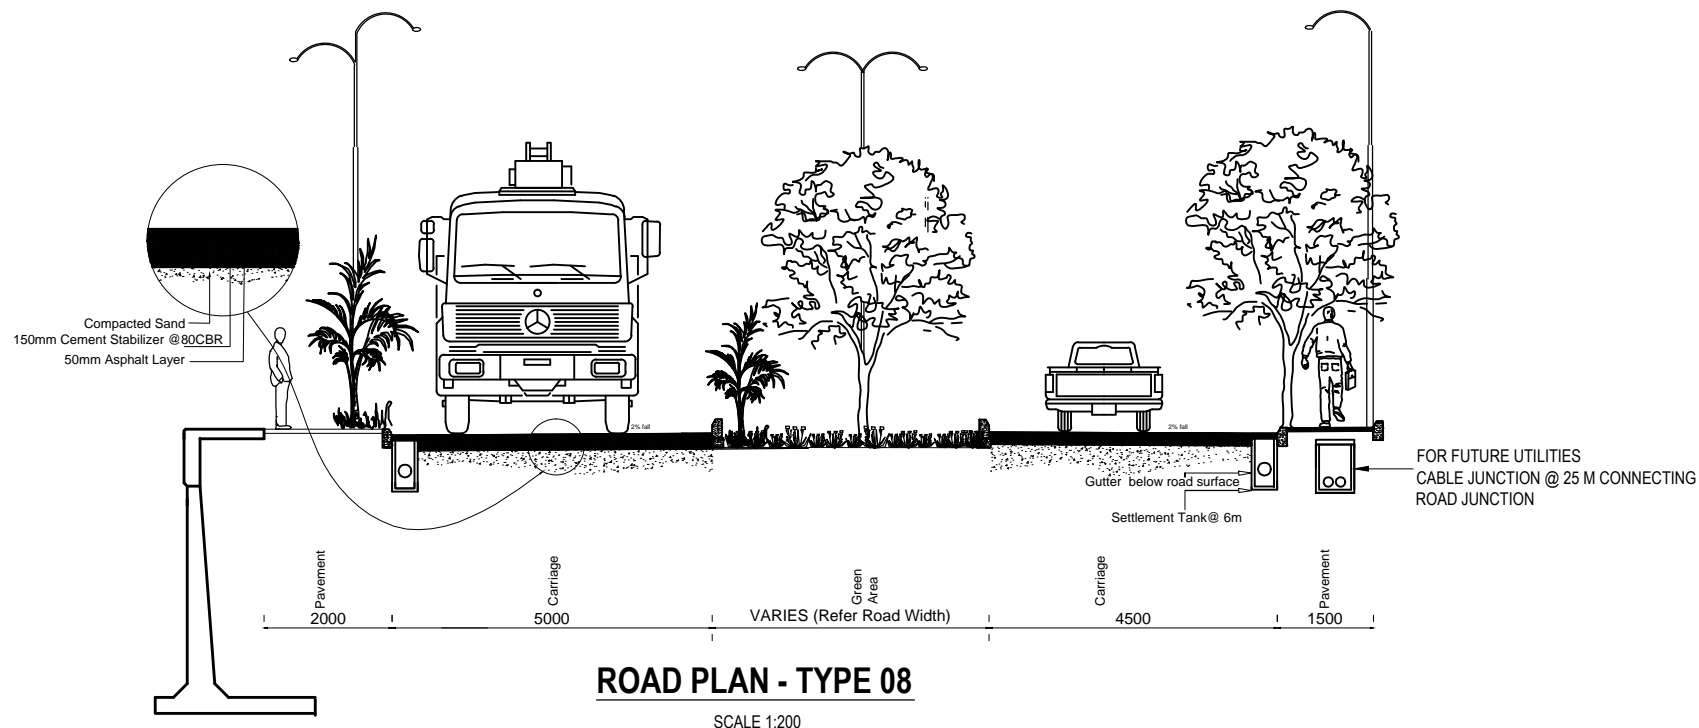 Compacted Sand
150mm Cement Stabilizer @80CBR
50mm Asphalt Layer
2% fall
2% fall
Gutter below road surface
Settlement Tank@ 6m
FOR FUTURE UTILITIES
CABLE JUNCTION @ 25 M CONNECTING
ROAD JUNCTION
Pavement
Carriage
Green
Area
Carriage
Pavement
2000
5000
VARIES (Refer Road Width)
4500
1500
ROAD PLAN - TYPE 08
SCALE 1:200